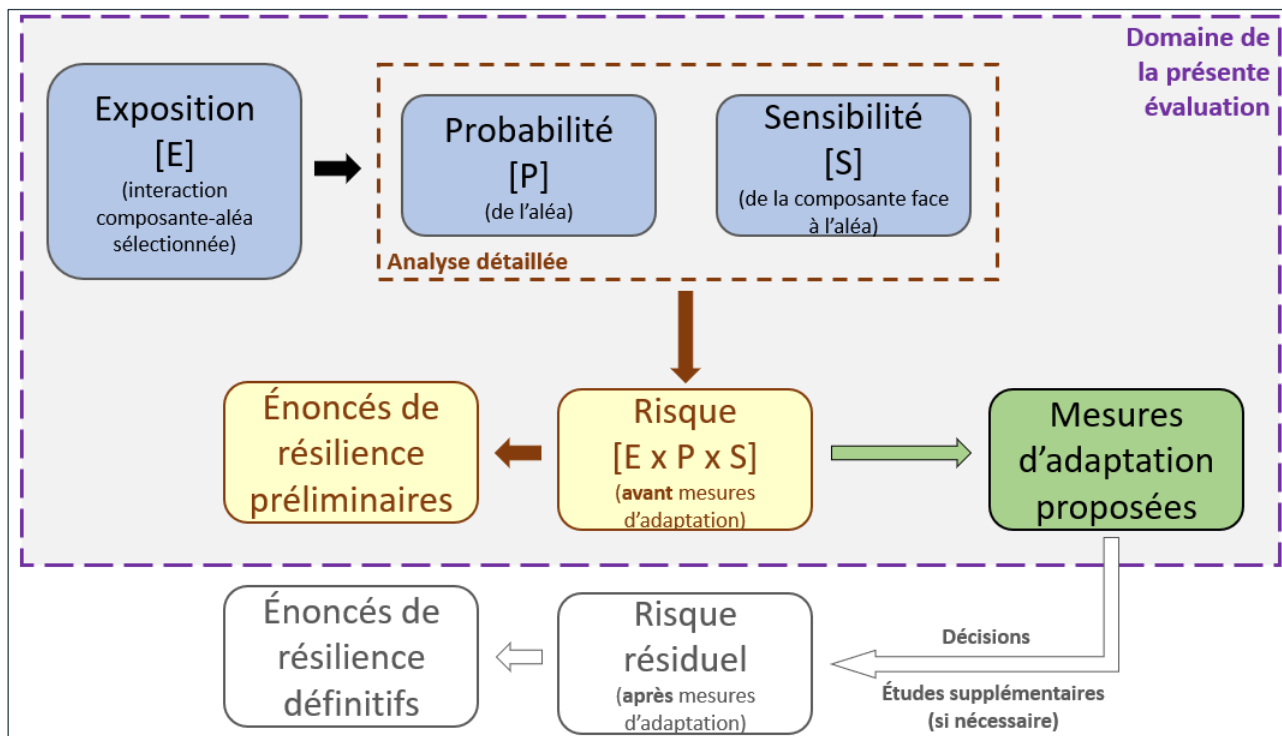 Domaine de
la présente
évaluation
Exposition
[E]
(interaction
composante-aléa
sélectionnée)
Probabilité
[P]
(de l'aléa)
Sensibilité
[S]
(de la composante face
à l'aléa)
Analyse détaillée
Énoncés de
résilience
préliminaires
Risque
[E x P x S]
(avant mesures
d'adaptation)
Mesures
d'adaptation
proposées
Énoncés de
résilience
définitifs
Risque
résiduel
(après mesures
d'adaptation)
Décisions
Études supplémentaires
(si nécessaire)